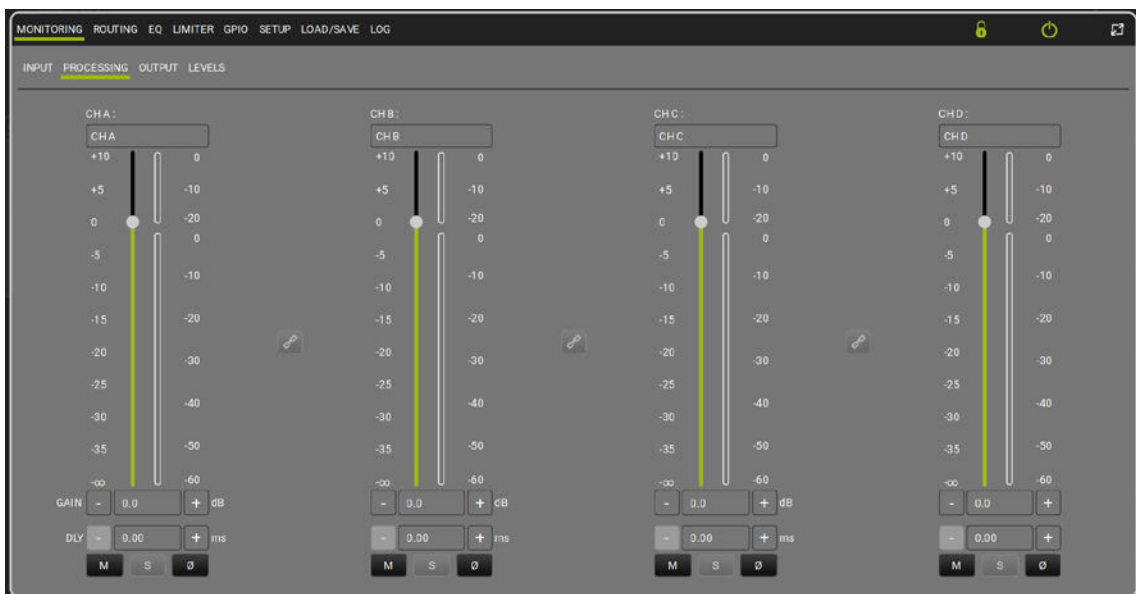 MONITORING ROUTING EQ LIMITER GPIO SETUP LOAD/SAVE LOG
INPUT PROCESSING OUTPUT LEVELS
CH A: CH B: CH C: CH D:
CH A CH B CH C CH D
+10 0 +10 0 +10 0 +10 0
+5 -10 +5 -10 +5 -10 +5 -10
0 -20 0 -20 0 -20 0 -20
0 0 0 0
-5 -5 -5 -5
-10 -10 -10 -10
-10 -10 -10 -10
-15 -20 -15 -20 -15 -20 -15 -20
-20 -20 -20 -20
-30 -30 -30 -30
-25 -25 -25 -25
-40 -40 -40 -40
-30 -30 -30 -30
-35 -50 -35 -50 -35 -50 -35 -50
-∞ -60 -∞ -60 -∞ -60 -∞ -60
GAIN - 0.0 + dB - 0.0 + dB - 0.0 + dB - 0.0 +
DLY - 0.00 + ms - 0.00 + ms - 0.00 + ms - 0.00 +
M S Ø M S Ø M S Ø M S Ø